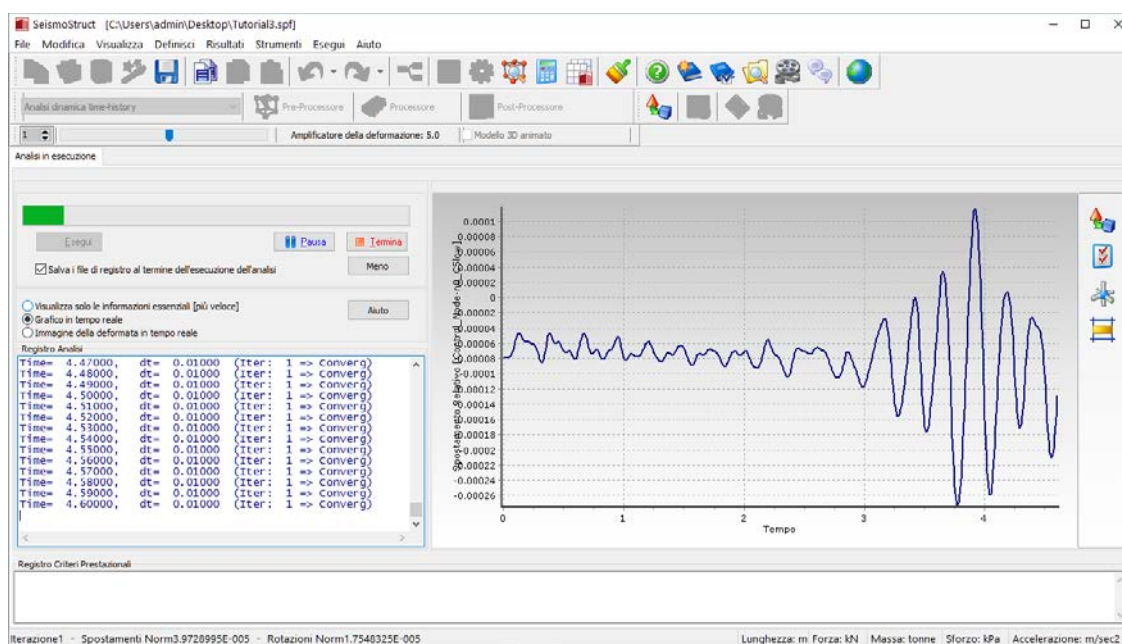 SeismoStruct [C:\Users\admin\Desktop\Tutorial3.spf]
File Modifica Visualizza Definisci Risultati Strumenti Esegui Aiuto
Analisi dinamica time-history Pre-Processore Processore Post-Processore
1 Amplificatore della deformazione: 5.0 Modello 3D animato
Analisi in esecuzione
Esegui Pausa Termina
Salva i file di registro al termine dell'esecuzione dell'analisi Meno
Visualizza solo le informazioni essenziali [più veloce]
Grafico in tempo reale Aiuto
Immagine della deformata in tempo reale
Registro Analisi
Time= 4.47000, dt= 0.01000 (Iter: 1 => Converg)
Time= 4.48000, dt= 0.01000 (Iter: 1 => Converg)
Time= 4.49000, dt= 0.01000 (Iter: 1 => Converg)
Time= 4.50000, dt= 0.01000 (Iter: 1 => Converg)
Time= 4.51000, dt= 0.01000 (Iter: 1 => Converg)
Time= 4.52000, dt= 0.01000 (Iter: 1 => Converg)
Time= 4.53000, dt= 0.01000 (Iter: 1 => Converg)
Time= 4.54000, dt= 0.01000 (Iter: 1 => Converg)
Time= 4.55000, dt= 0.01000 (Iter: 1 => Converg)
Time= 4.56000, dt= 0.01000 (Iter: 1 => Converg)
Time= 4.57000, dt= 0.01000 (Iter: 1 => Converg)
Time= 4.58000, dt= 0.01000 (Iter: 1 => Converg)
Time= 4.59000, dt= 0.01000 (Iter: 1 => Converg)
Time= 4.60000, dt= 0.01000 (Iter: 1 => Converg)
Spostamento Relativo [Control_Node-n0_GSlow]
0.0001
0.00008
0.00006
0.00004
0.00002
0
-0.00002
-0.00004
-0.00006
-0.00008
-0.0001
-0.00012
-0.00014
-0.00016
-0.00018
-0.0002
-0.00022
-0.00024
-0.00026
0 1 2 3 4
Tempo
Registro Criteri Prestazionali
Iterazione1 - Spostamenti Norm3.9728995E-005 - Rotazioni Norm1.7548325E-005 Lunghezza: m Forza: kN Massa: tonne Sforzo: kPa Accelerazione: m/sec2